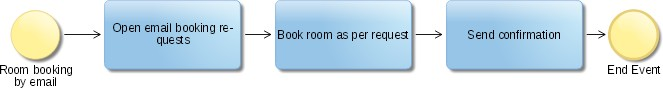 Room booking
by email
Open email booking re-
quests
Book room as per request
Send confirmation
End Event